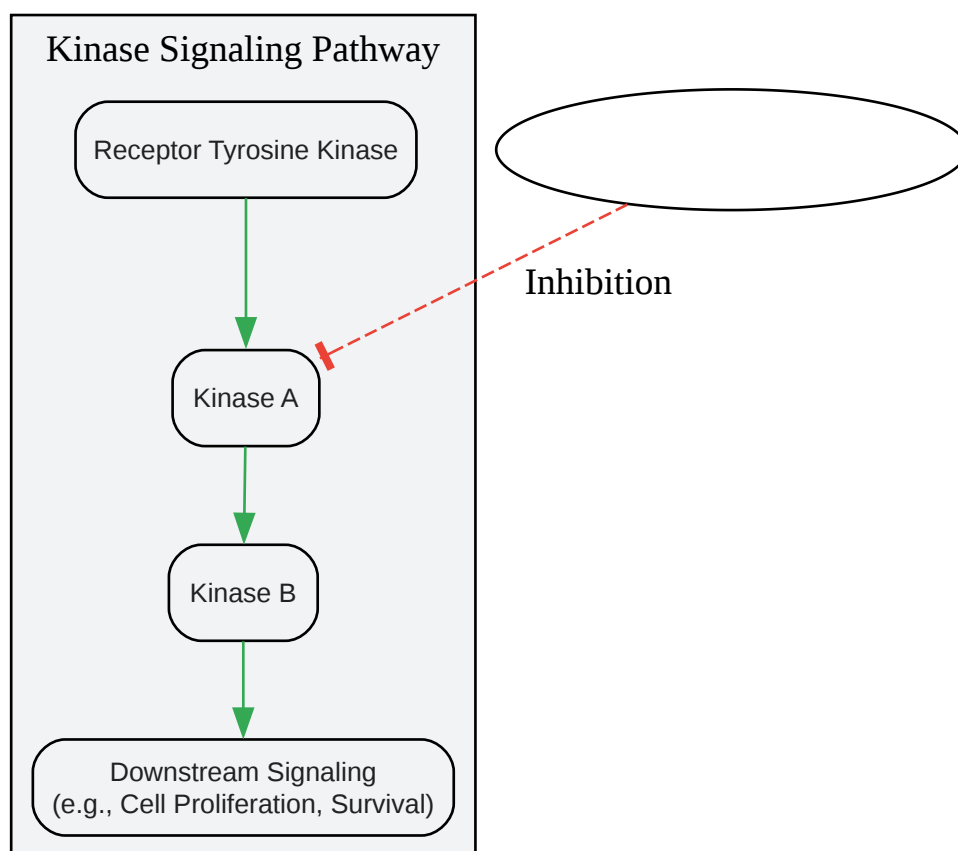 Kinase Signaling Pathway
Receptor Tyrosine Kinase
Inhibition
Kinase A
Kinase B
Downstream Signaling
(e.g., Cell Proliferation, Survival)